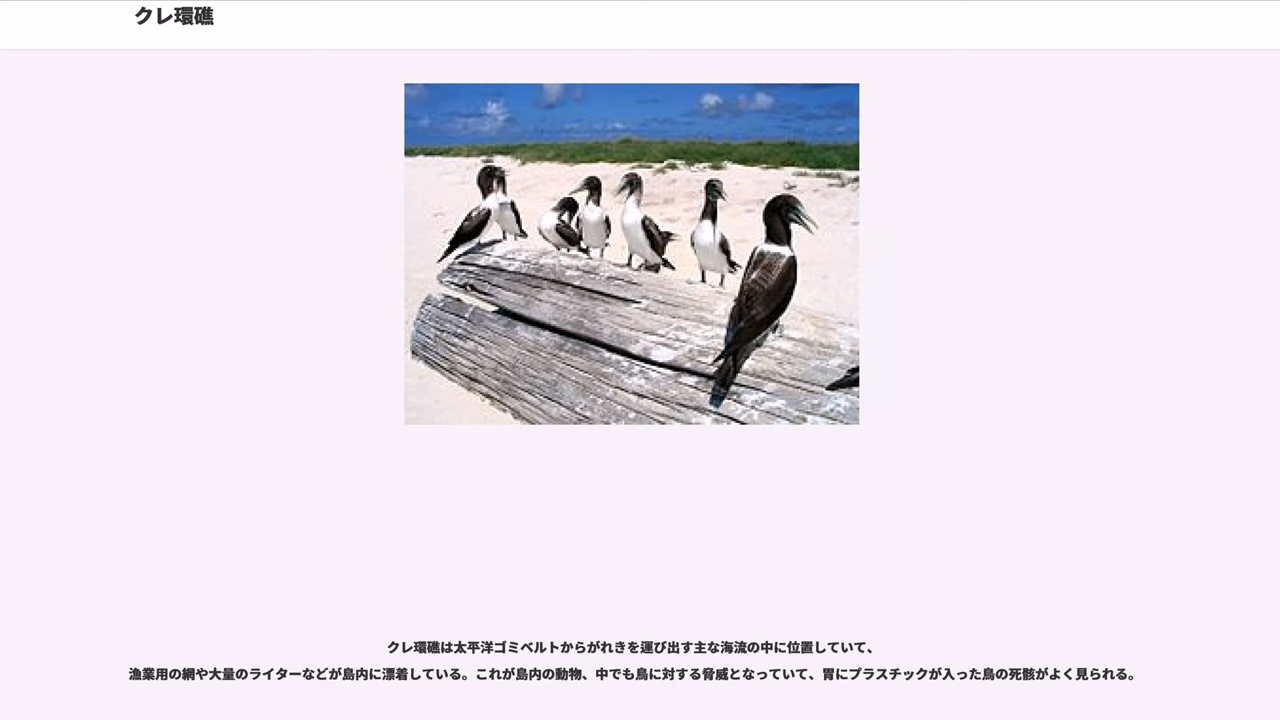 クレ環礁
クレ環礁は太平洋ゴミベルトからがれきを運び出す主な海流の中に位置していて、
漁業用の網や大量のライターなどが島内に漂着している。これが島内の動物、中でも鳥に対する脅威となっていて、胃にプラスチックが入った鳥の死骸がよく見られる。